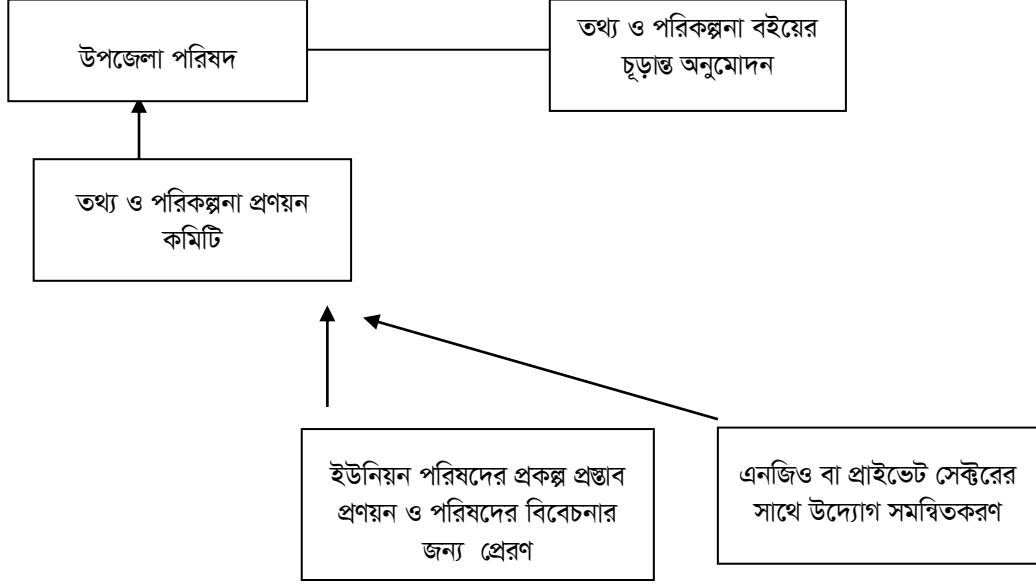 উপজেলা পরিষদ
তথ্য ও পরিকল্পনা বইয়ের
চূড়ান্ত অনুমোদন
তথ্য ও পরিকল্পনা প্রণয়ন
কমিটি
ইউনিয়ন পরিষদের প্রকল্প প্রস্তাব
প্রণয়ন ও পরিষদের বিবেচনার
জন্য প্রেরণ
এনজিও বা প্রাইভেট সেক্টরের
সাথে উদ্যোগ সমন্বিতকরণ